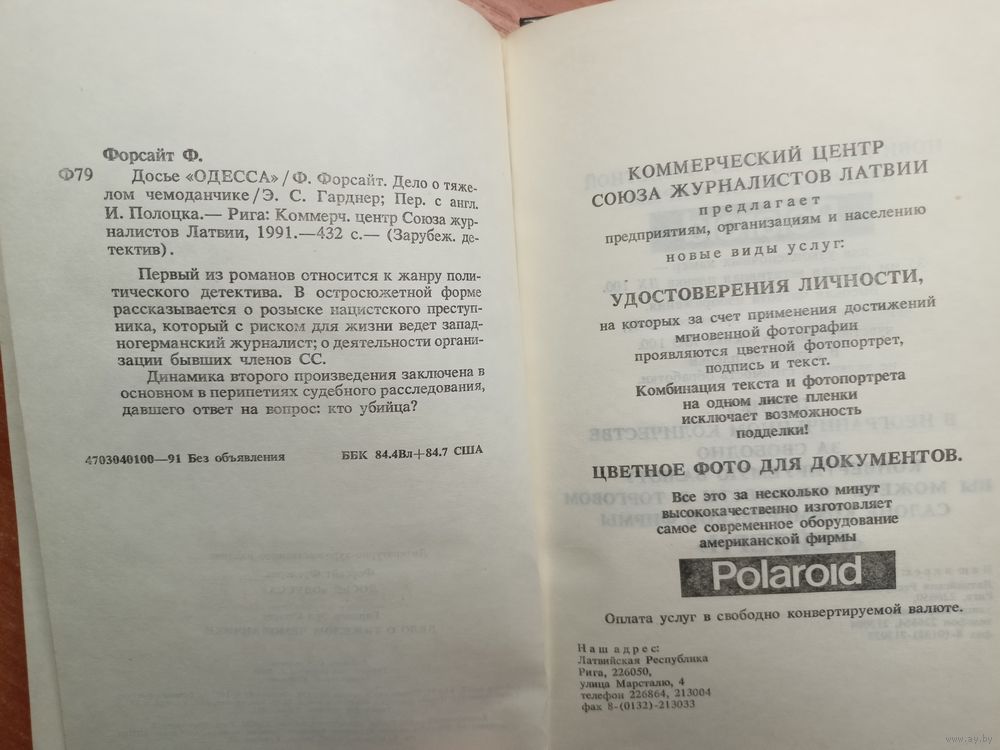 Форсайт Ф.
Ф79 Досье «ОДЕССА»/Ф. Форсайт. Дело о тяже-
лом чемоданчике/Э. С. Гарднер; Пер. с англ.
И. Полоцка.— Рига: Коммерч. центр Союза жур-
налистов Латвии, 1991.—432 с.— (Зарубеж. де-
тектив).
Первый из романов относится к жанру поли-
тического детектива. В остросюжетной форме
рассказывается о розыске нацистского преступ-
ника, который с риском для жизни ведет запад-
ногерманский журналист; о деятельности органи-
зации бывших членов СС.
Динамика второго произведения заключена в
основном в перипетиях судебного расследования,
давшего ответ на вопрос: кто убийца?
4703040100—91 Без объявления ББК 84.4Вл+84.7 США
КОММЕРЧЕСКИЙ ЦЕНТР
СОЮЗА ЖУРНАЛИСТОВ ЛАТВИИ
предлагает
предприятиям, организациям и населению
новые виды услуг:
УДОСТОВЕРЕНИЯ ЛИЧНОСТИ,
на которых за счет применения достижений
мгновенной фотографии
проявляются цветной фотопортрет,
подпись и текст.
Комбинация текста и фотопортрета
на одном листе пленки
исключает возможность
подделки!
ЦВЕТНОЕ ФОТО ДЛЯ ДОКУМЕНТОВ.
Все это за несколько минут
высококачественно изготовляет
самое современное оборудование
американской фирмы
Polaroid
Оплата услуг в свободно конвертируемой валюте.
Наш адрес:
Латвийская Республика
Рига, 226050,
улица Марсталю, 4
телефон 226864, 213004
факс 8-(0132)-213033
www.ay.by